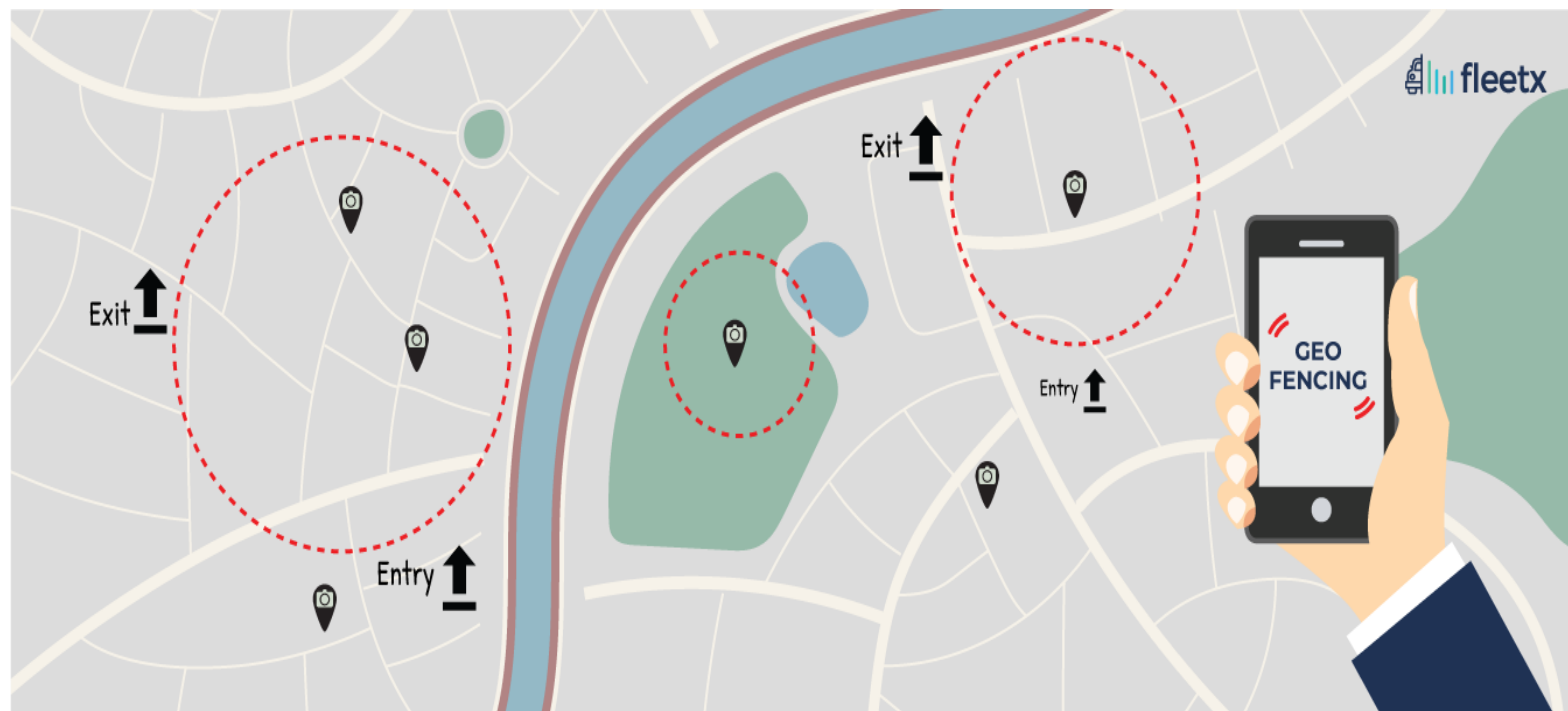 fleetx
Exit
Exit
Entry
GEO
FENCING
Entry